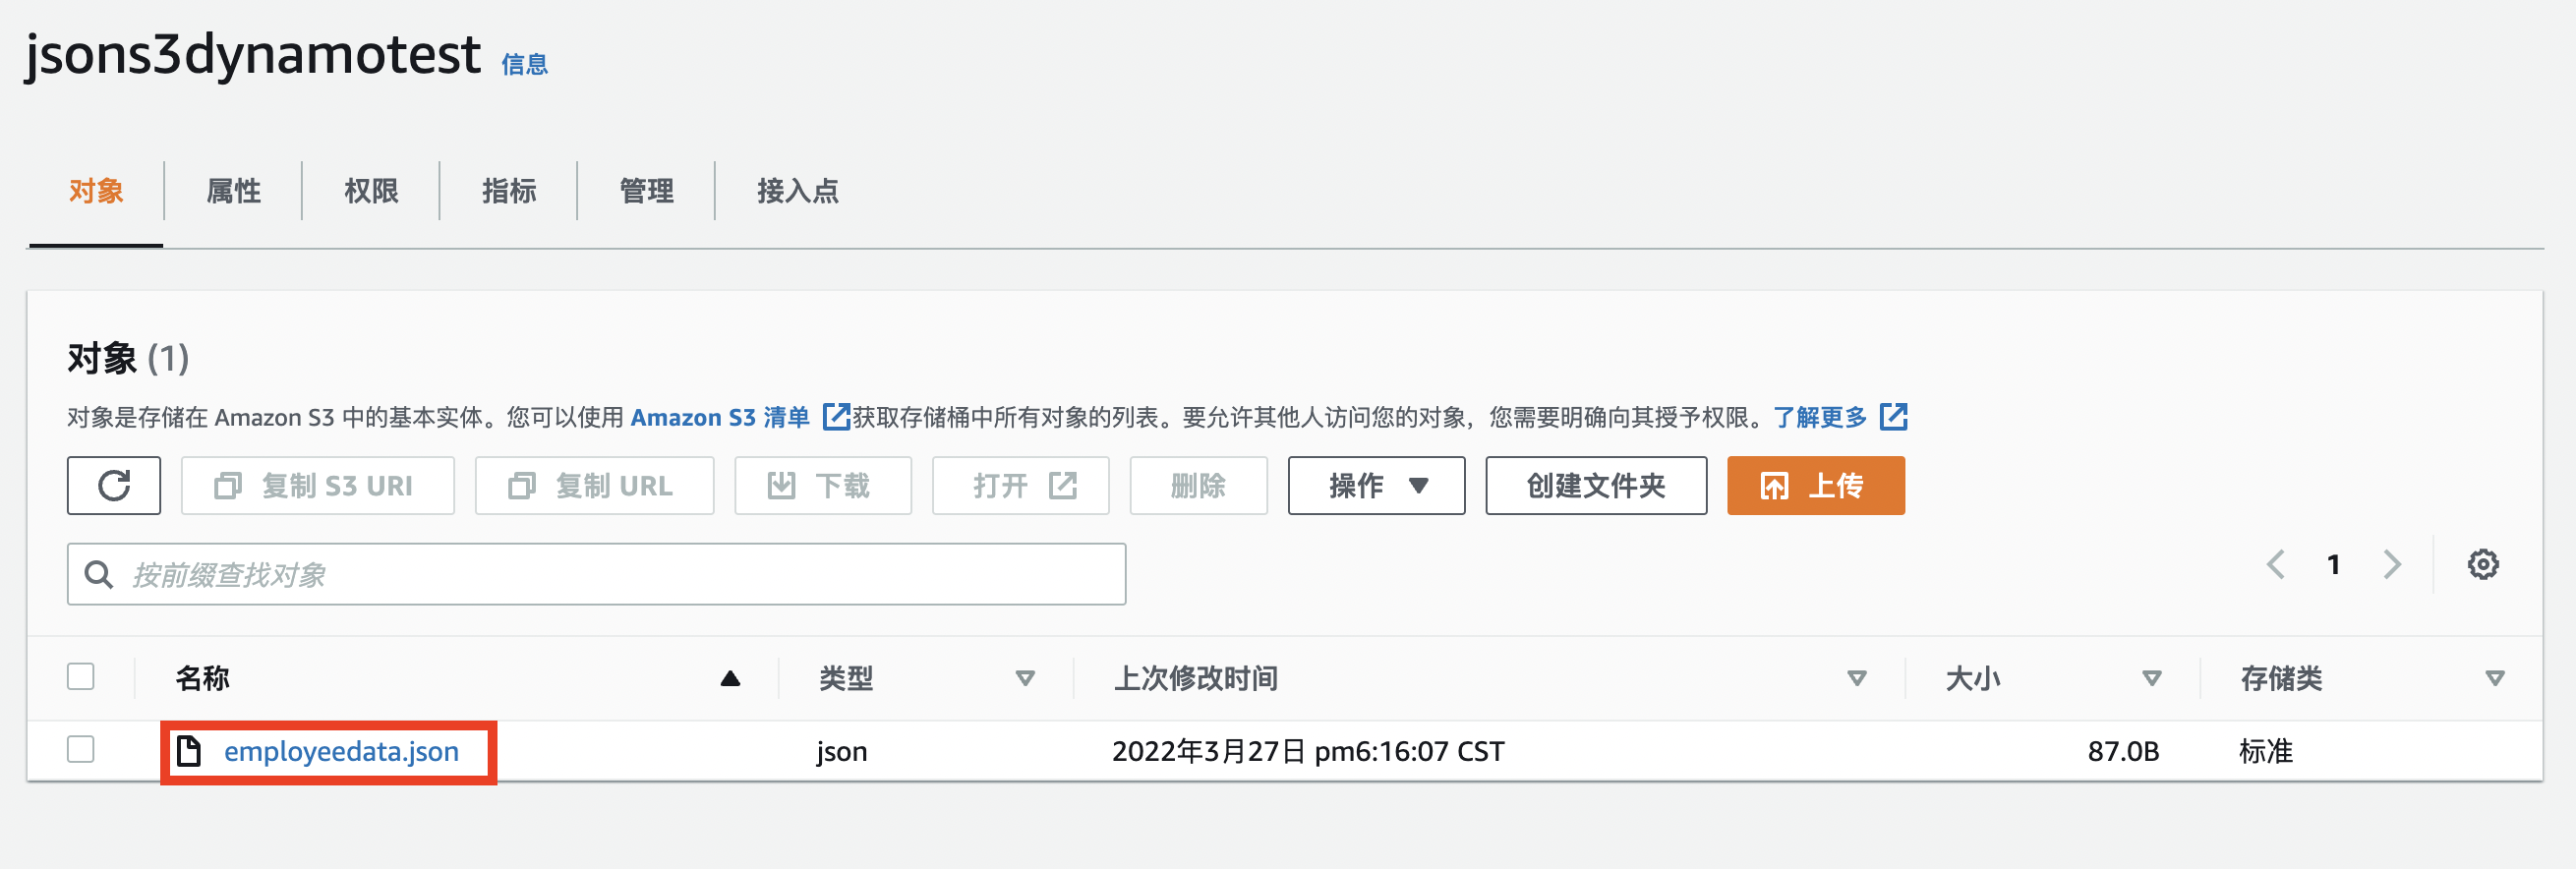 jsons3dynamotest 信息
对象 属性 权限 指标 管理 接入点
对象 (1)
对象是存储在 Amazon S3 中的基本实体。您可以使用 Amazon S3 清单 获取存储桶中所有对象的列表。要允许其他人访问您的对象，您需要明确向其授予权限。了解更多
复制 S3 URI 复制 URL 下载 打开 删除 操作 创建文件夹 上传
按前缀查找对象 1
名称 类型 上次修改时间 大小 存储类
employeedata.json json 2022年3月27日 pm6:16:07 CST 87.0B 标准